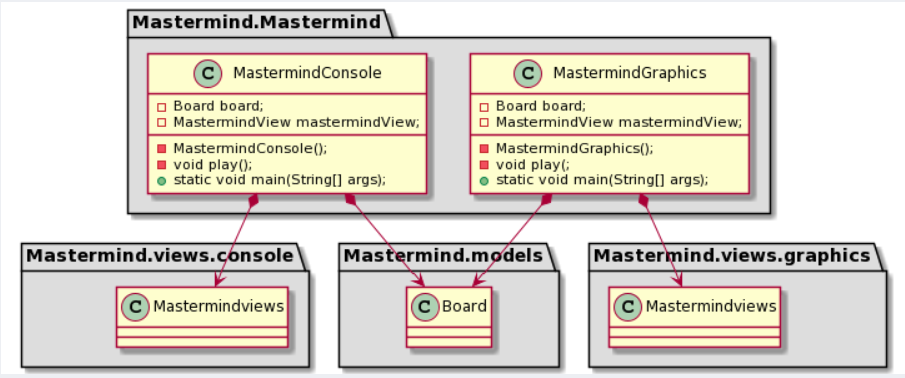 Mastermind.Mastermind
C MastermindConsole
Board board;
MastermindView mastermindView;
MastermindConsole();
void play();
static void main(String[] args);
C MastermindGraphics
Board board;
MastermindView mastermindView;
MastermindGraphics();
void play(;
static void main(String[] args);
Mastermind.views.console
C Mastermindviews
Mastermind.models
C Board
Mastermind.views.graphics
C Mastermindviews